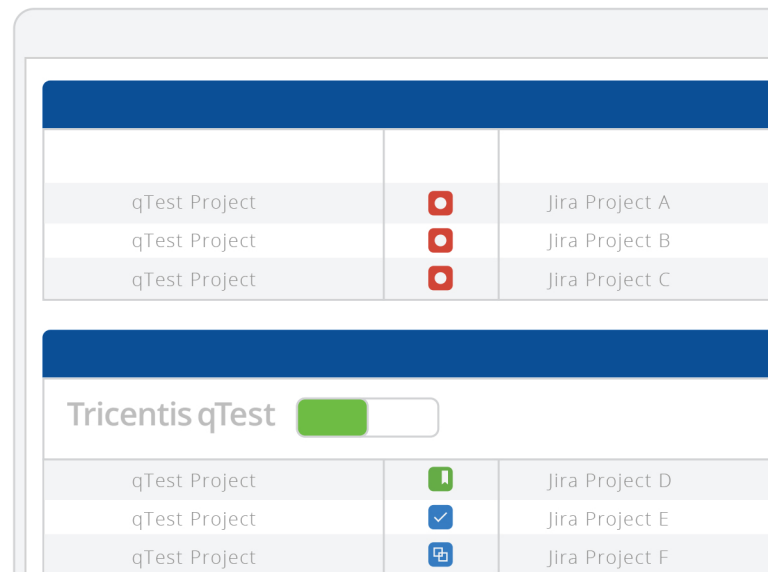 qTest Project Jira Project A
qTest Project Jira Project B
qTest Project Jira Project C
Tricentis qTest
qTest Project Jira Project D
qTest Project Jira Project E
qTest Project Jira Project F